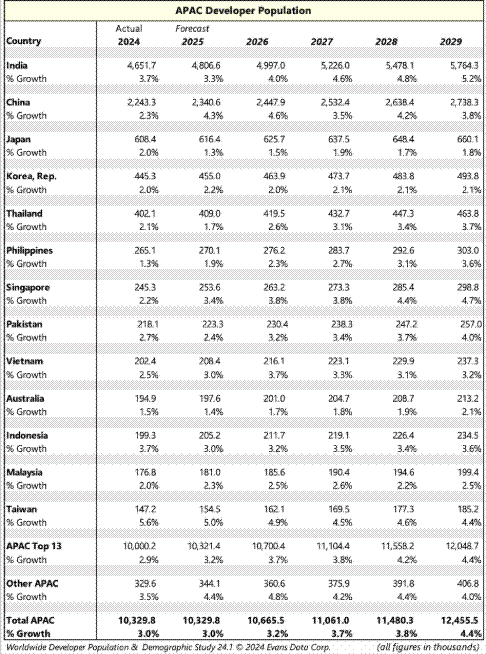 APAC Developer Population
Actual Forecast
Country 2024 2025 2026 2027 2028 2029
India 4,651.7 4,806.6 4,997.0 5,226.0 5,478.1 5,764.3
% Growth 3.7% 3.3% 4.0% 4.6% 4.8% 5.2%
China 2,243.3 2,340.6 2,447.9 2,532.4 2,638.4 2,738.3
% Growth 2.3% 4.3% 4.6% 3.5% 4.2% 3.8%
Japan 608.4 616.4 625.7 637.5 648.4 660.1
% Growth 2.0% 1.3% 1.5% 1.9% 1.7% 1.8%
Korea, Rep. 445.3 455.0 463.9 473.7 483.8 493.8
% Growth 2.0% 2.2% 2.0% 2.1% 2.1% 2.1%
Thailand 402.1 409.0 419.5 432.7 447.3 463.8
% Growth 2.1% 1.7% 2.6% 3.1% 3.4% 3.7%
Philippines 265.1 270.1 276.2 283.7 292.6 303.0
% Growth 1.3% 1.9% 2.3% 2.7% 3.1% 3.6%
Singapore 245.3 253.6 263.2 273.3 285.4 298.8
% Growth 2.2% 3.4% 3.8% 3.8% 4.4% 4.7%
Pakistan 218.1 223.3 230.4 238.3 247.2 257.0
% Growth 2.7% 2.4% 3.2% 3.4% 3.7% 4.0%
Vietnam 202.4 208.4 216.1 223.1 229.9 237.3
% Growth 2.5% 3.0% 3.7% 3.3% 3.1% 3.2%
Australia 194.9 197.6 201.0 204.7 208.7 213.2
% Growth 1.5% 1.4% 1.7% 1.8% 1.9% 2.1%
Indonesia 199.3 205.2 211.7 219.1 226.4 234.5
% Growth 3.7% 3.0% 3.2% 3.5% 3.4% 3.6%
Malaysia 176.8 181.0 185.6 190.4 194.6 199.4
% Growth 2.0% 2.3% 2.5% 2.6% 2.2% 2.5%
Taiwan 147.2 154.5 162.1 169.5 177.3 185.2
% Growth 5.6% 5.0% 4.9% 4.5% 4.6% 4.4%
APAC Top 13 10,000.2 10,321.4 10,700.4 11,104.4 11,558.2 12,048.7
% Growth 2.9% 3.2% 3.7% 3.8% 4.2% 4.4%
Other APAC 329.6 344.1 360.6 375.9 391.8 406.8
% Growth 3.5% 4.4% 4.8% 4.2% 4.4% 4.0%
Total APAC 10,329.8 10,329.8 10,665.5 11,061.0 11,480.3 12,455.5
% Growth 3.0% 3.0% 3.2% 3.7% 3.8% 4.4%
Worldwide Developer Population & Demographic Study 24.1 © 2024 Evans Data Corp. (all figures in thousands)